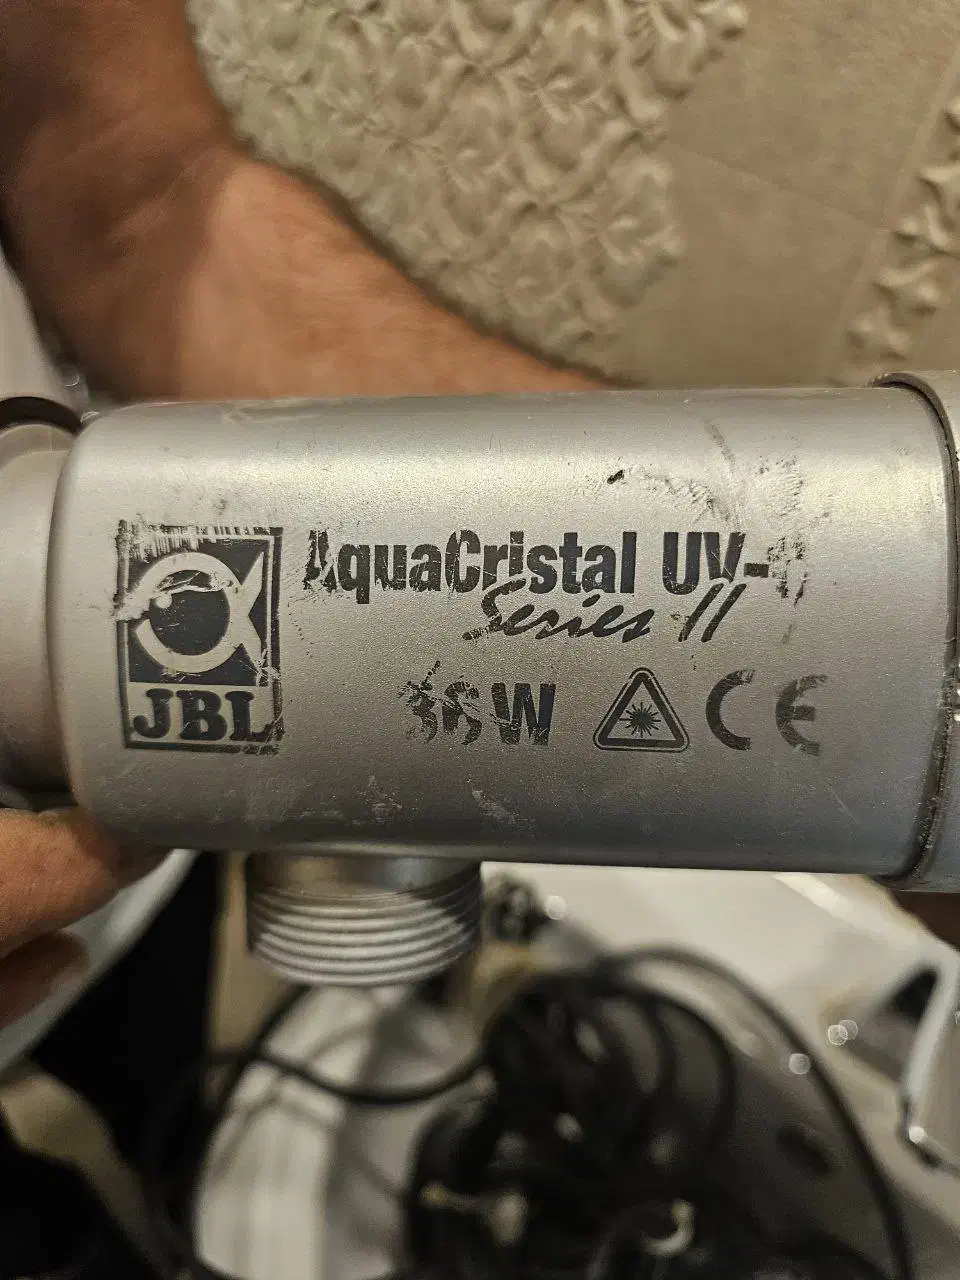 JBL
AquaCristal UV-
Series II
36W
CE